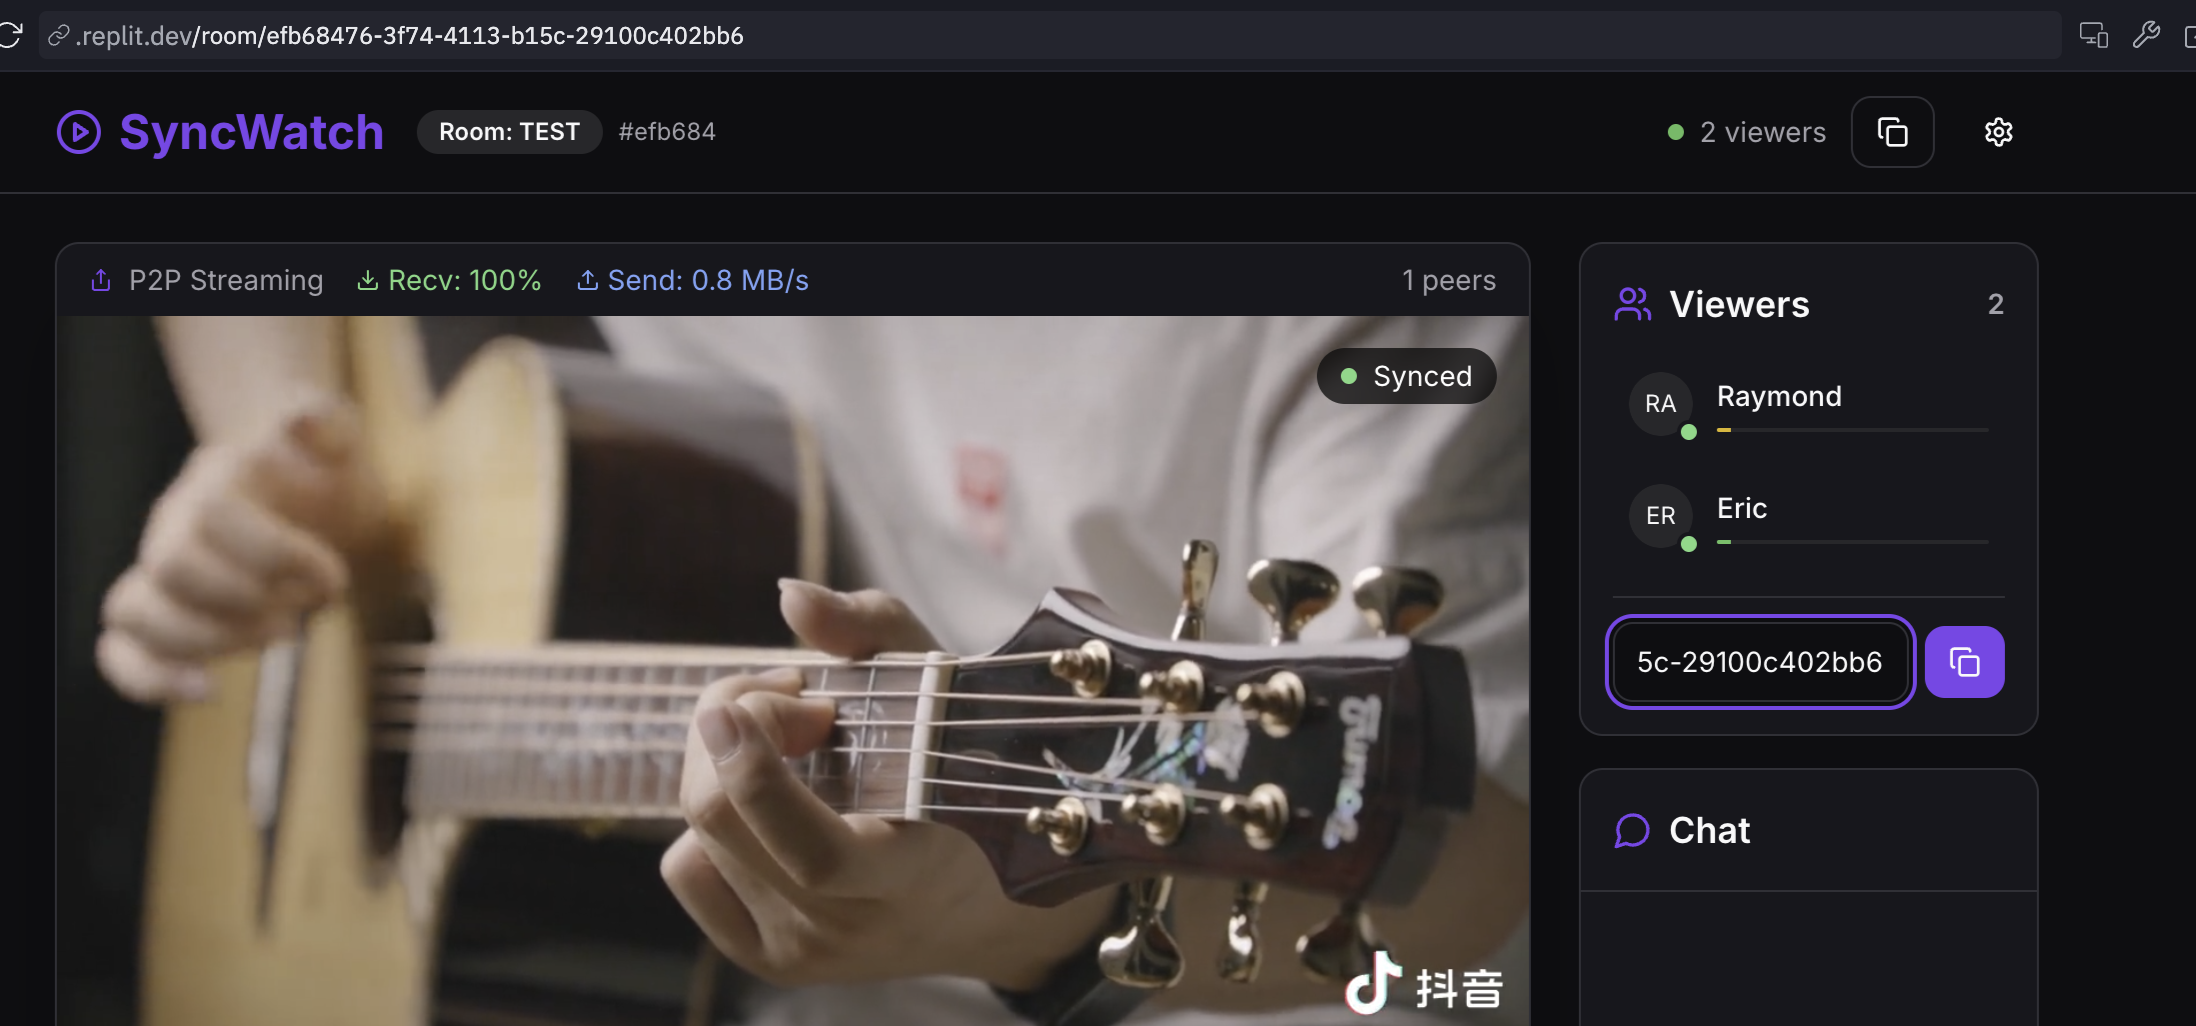 .replit.dev/room/efb68476-3f74-4113-b15c-29100c402bb6
SyncWatch
Room: TEST
#efb684
2 viewers
P2P Streaming
Recv: 100%
Send: 0.8 MB/s
1 peers
Synced
抖音
Viewers
2
RA
Raymond
ER
Eric
5c-29100c402bb6
Chat